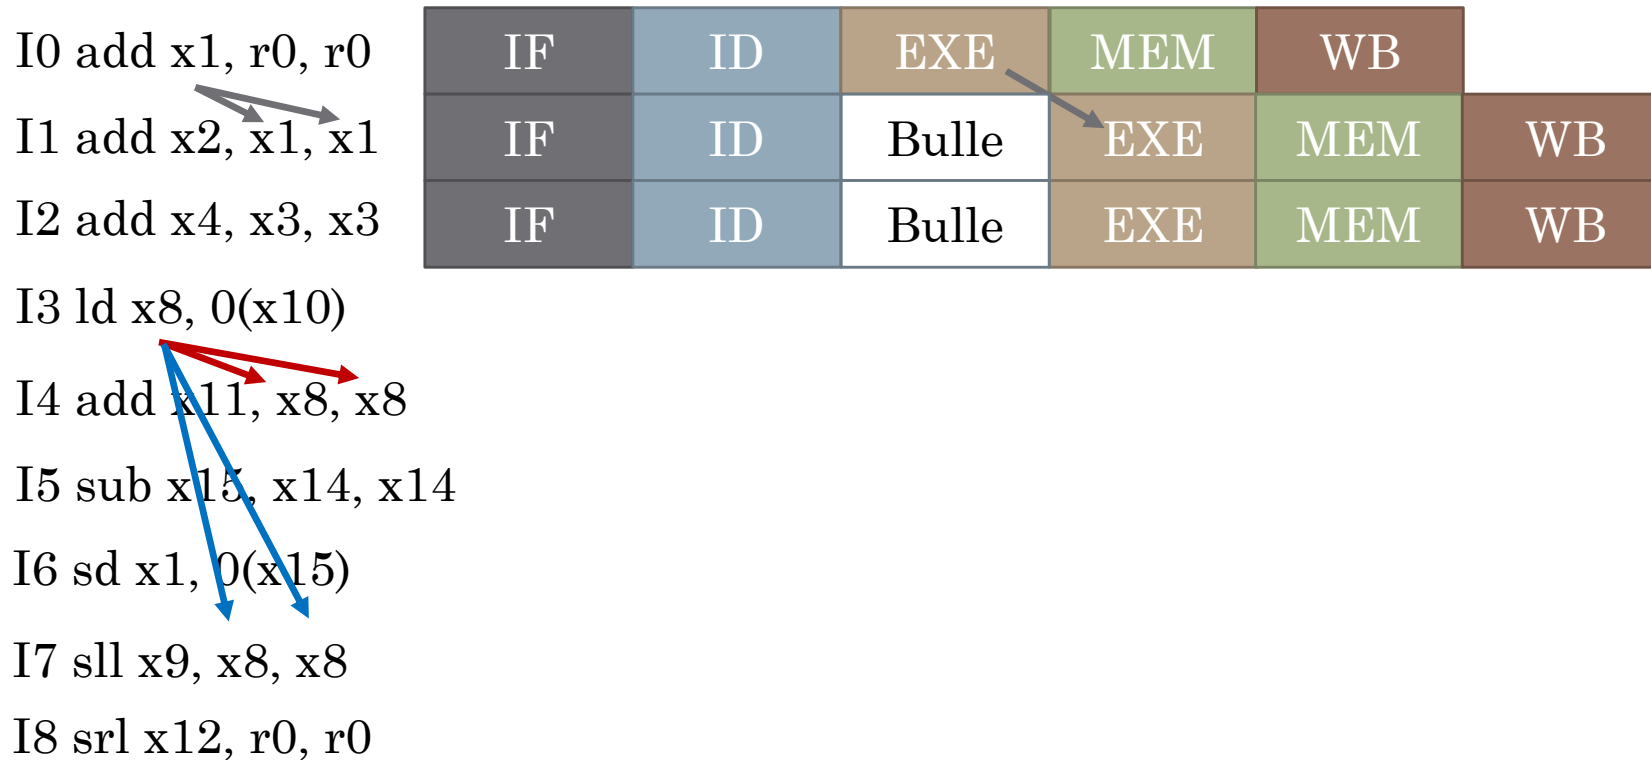 I0 add x1, r0, r0 IF ID EXE MEM WB
I1 add x2, x1, x1 IF ID Bulle EXE MEM WB
I2 add x4, x3, x3 IF ID Bulle EXE MEM WB
I3 ld x8, 0(x10)
I4 add x11, x8, x8
I5 sub x15, x14, x14
I6 sd x1, 0(x15)
I7 sll x9, x8, x8
I8 srl x12, r0, r0